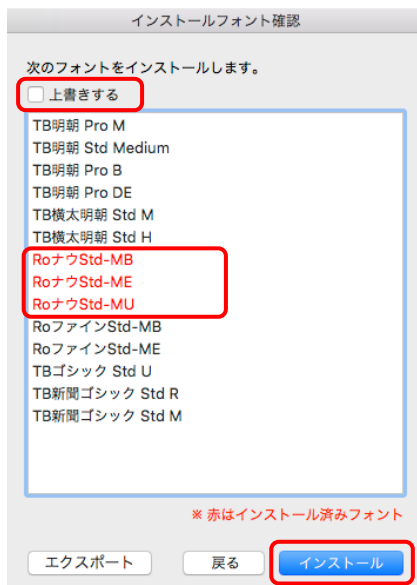 インストールフォント確認
次のフォントをインストールします。
上書きする
TB明朝 Pro M
TB明朝 Std Medium
TB明朝 Pro B
TB明朝 Pro DE
TB横太明朝 Std M
TB横太明朝 Std H
RoナウStd-MB
RoナウStd-ME
RoナウStd-MU
RoファインStd-MB
RoファインStd-ME
TBゴシック Std U
TB新聞ゴシック Std R
TB新聞ゴシック Std M
※ 赤はインストール済みフォント
エクスポート 戻る インストール